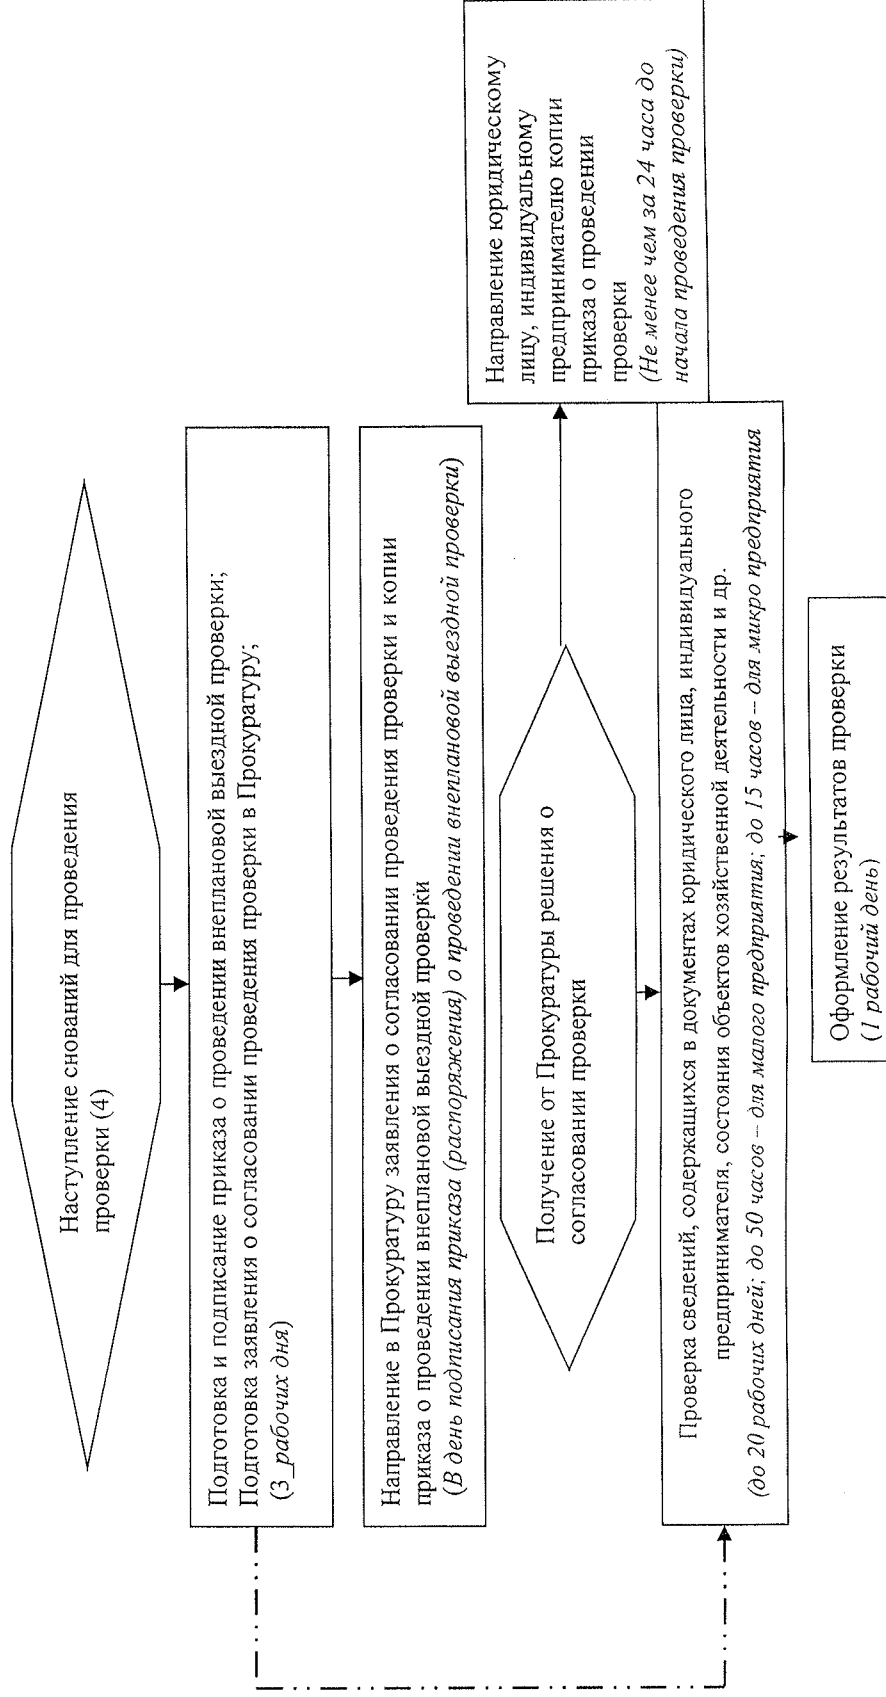 Наступление снований для проведения
проверки (4)
Подготовка и подписание приказа о проведении внеплановой выездной проверки;
Подготовка заявления о согласовании проведения проверки в Прокуратуру;
(3_рабочих дня)
Направление в Прокуратуру заявления о согласовании проведения проверки и копии
приказа о проведении внеплановой выездной проверки
(В день подписания приказа (распоряжения) о проведении внеплановой выездной проверки)
Получение от Прокуратуры решения о
согласовании проверки
Направление юридическому
лицу, индивидуальному
предпринимателю копии
приказа о проведении
проверки
(Не менее чем за 24 часа до
начала проведения проверки)
Проверка сведений, содержащихся в документах юридического лица, индивидуального
предпринимателя, состояния объектов хозяйственной деятельности и др.
(до 20 рабочих дней; до 50 часов – для малого предприятия; до 15 часов – для микро предприятия
Оформление результатов проверки
(1 рабочий день)